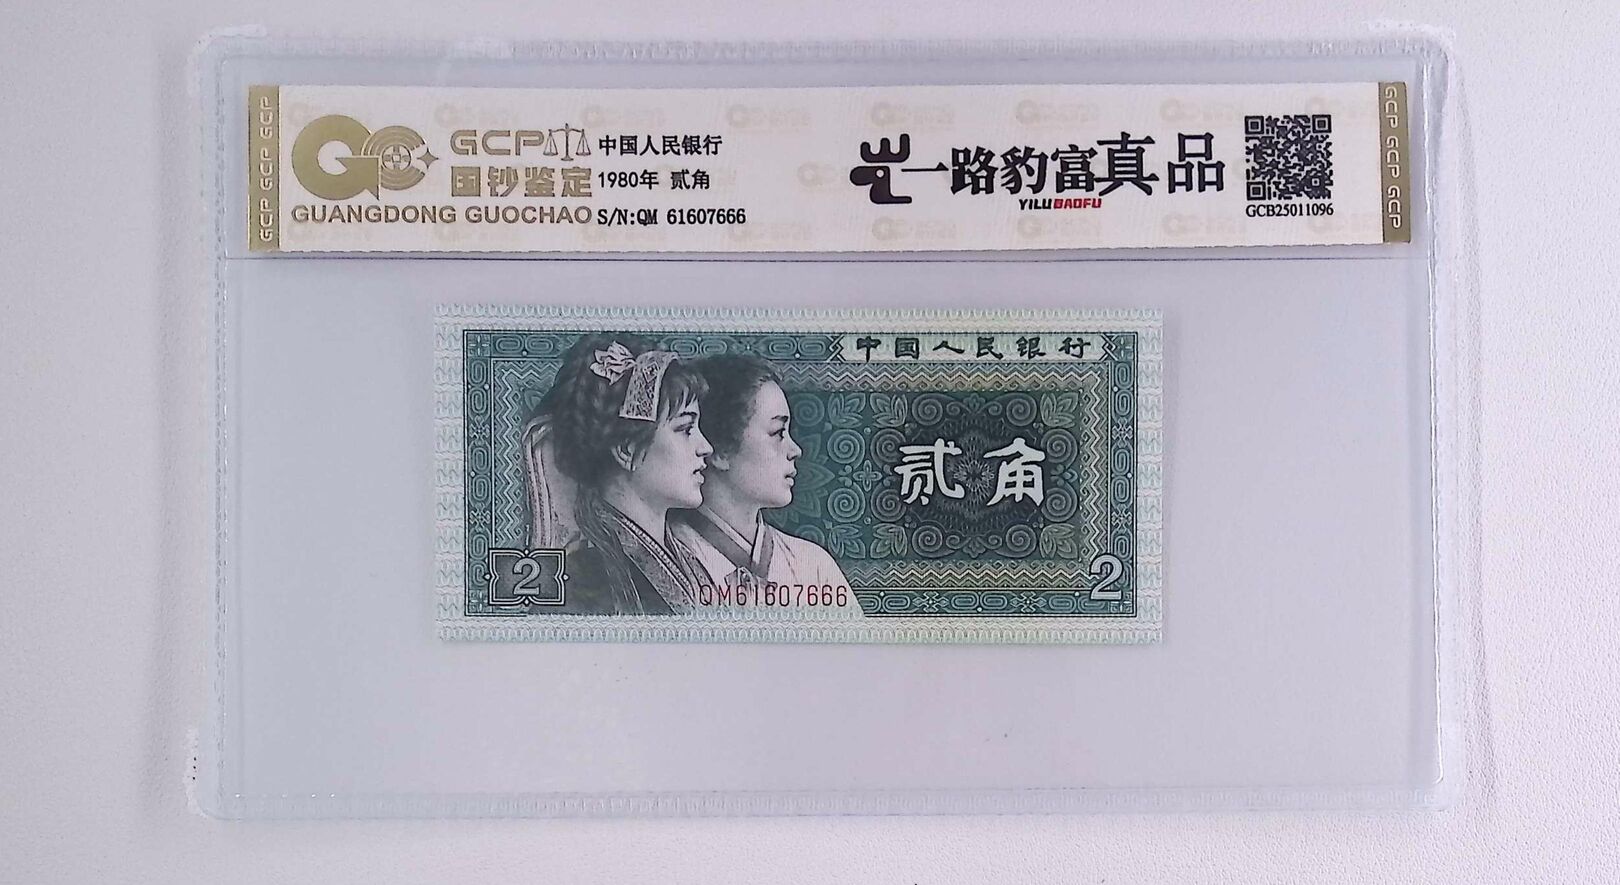 GCP GCP GCP
GCP
国钞鉴定
GUANGDONG GUOCHAO
中国人民银行
1980年 贰角
S/N:QM 61607666
一路豹富真品
YILUBAOFU
GCB25011096
GCP GCP GCP
中国人民银行
贰角
2
QM61607666
2